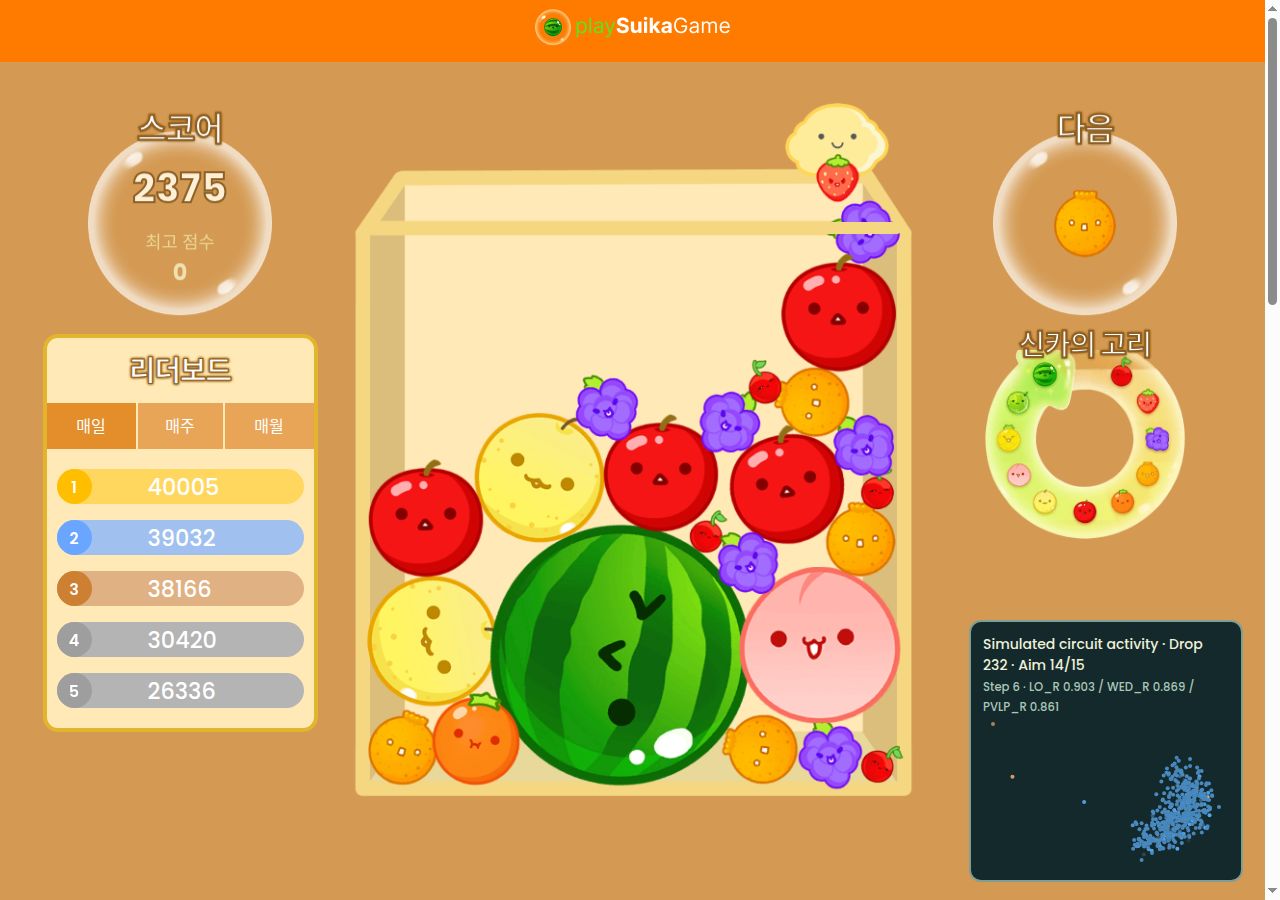 playSuikaGame
스코어
2375
최고 점수
0
리더보드
매일 매주 매월
1 40005
2 39032
3 38166
4 30420
5 26336
다음
신카의 고리
Simulated circuit activity · Drop
232 · Aim 14/15
Step 6 · LO_R 0.903 / WED_R 0.869 /
PVLP_R 0.861